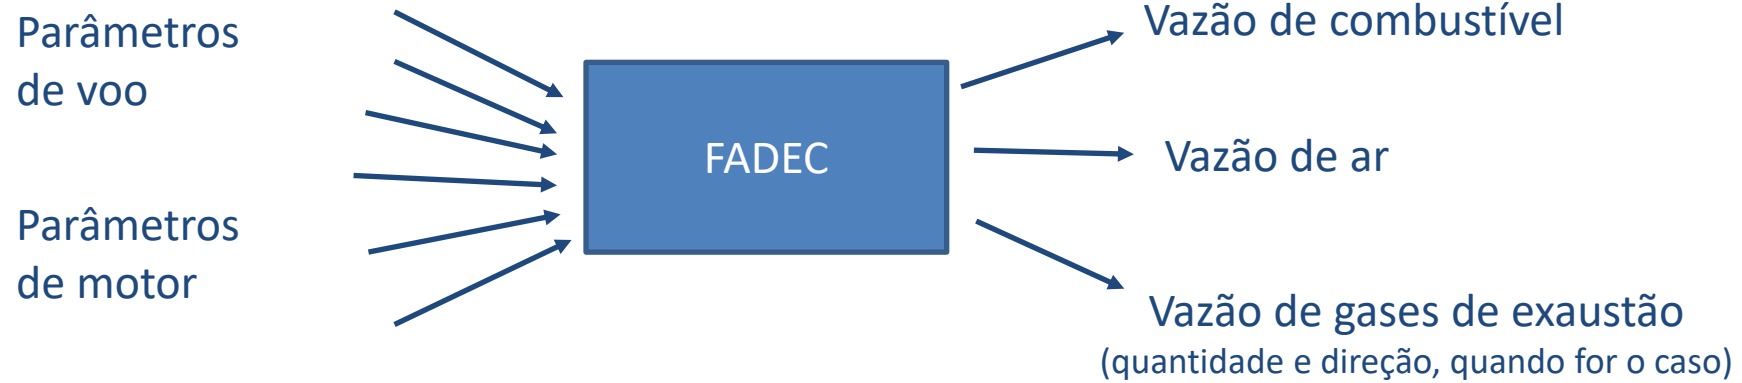 Parâmetros
de voo
Parâmetros
de motor
FADEC
Vazão de combustível
Vazão de ar
Vazão de gases de exaustão
(quantidade e direção, quando for o caso)